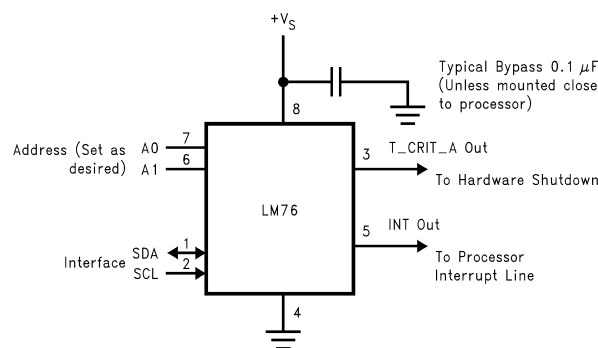 +VS
Typical Bypass 0.1 μF
(Unless mounted close
to processor)
8
Address (Set as
desired)
A0
7
A1
6
3
T_CRIT_A Out
To Hardware Shutdown
LM76
5
INT Out
To Processor
Interrupt Line
Interface
SDA
1
SCL
2
4